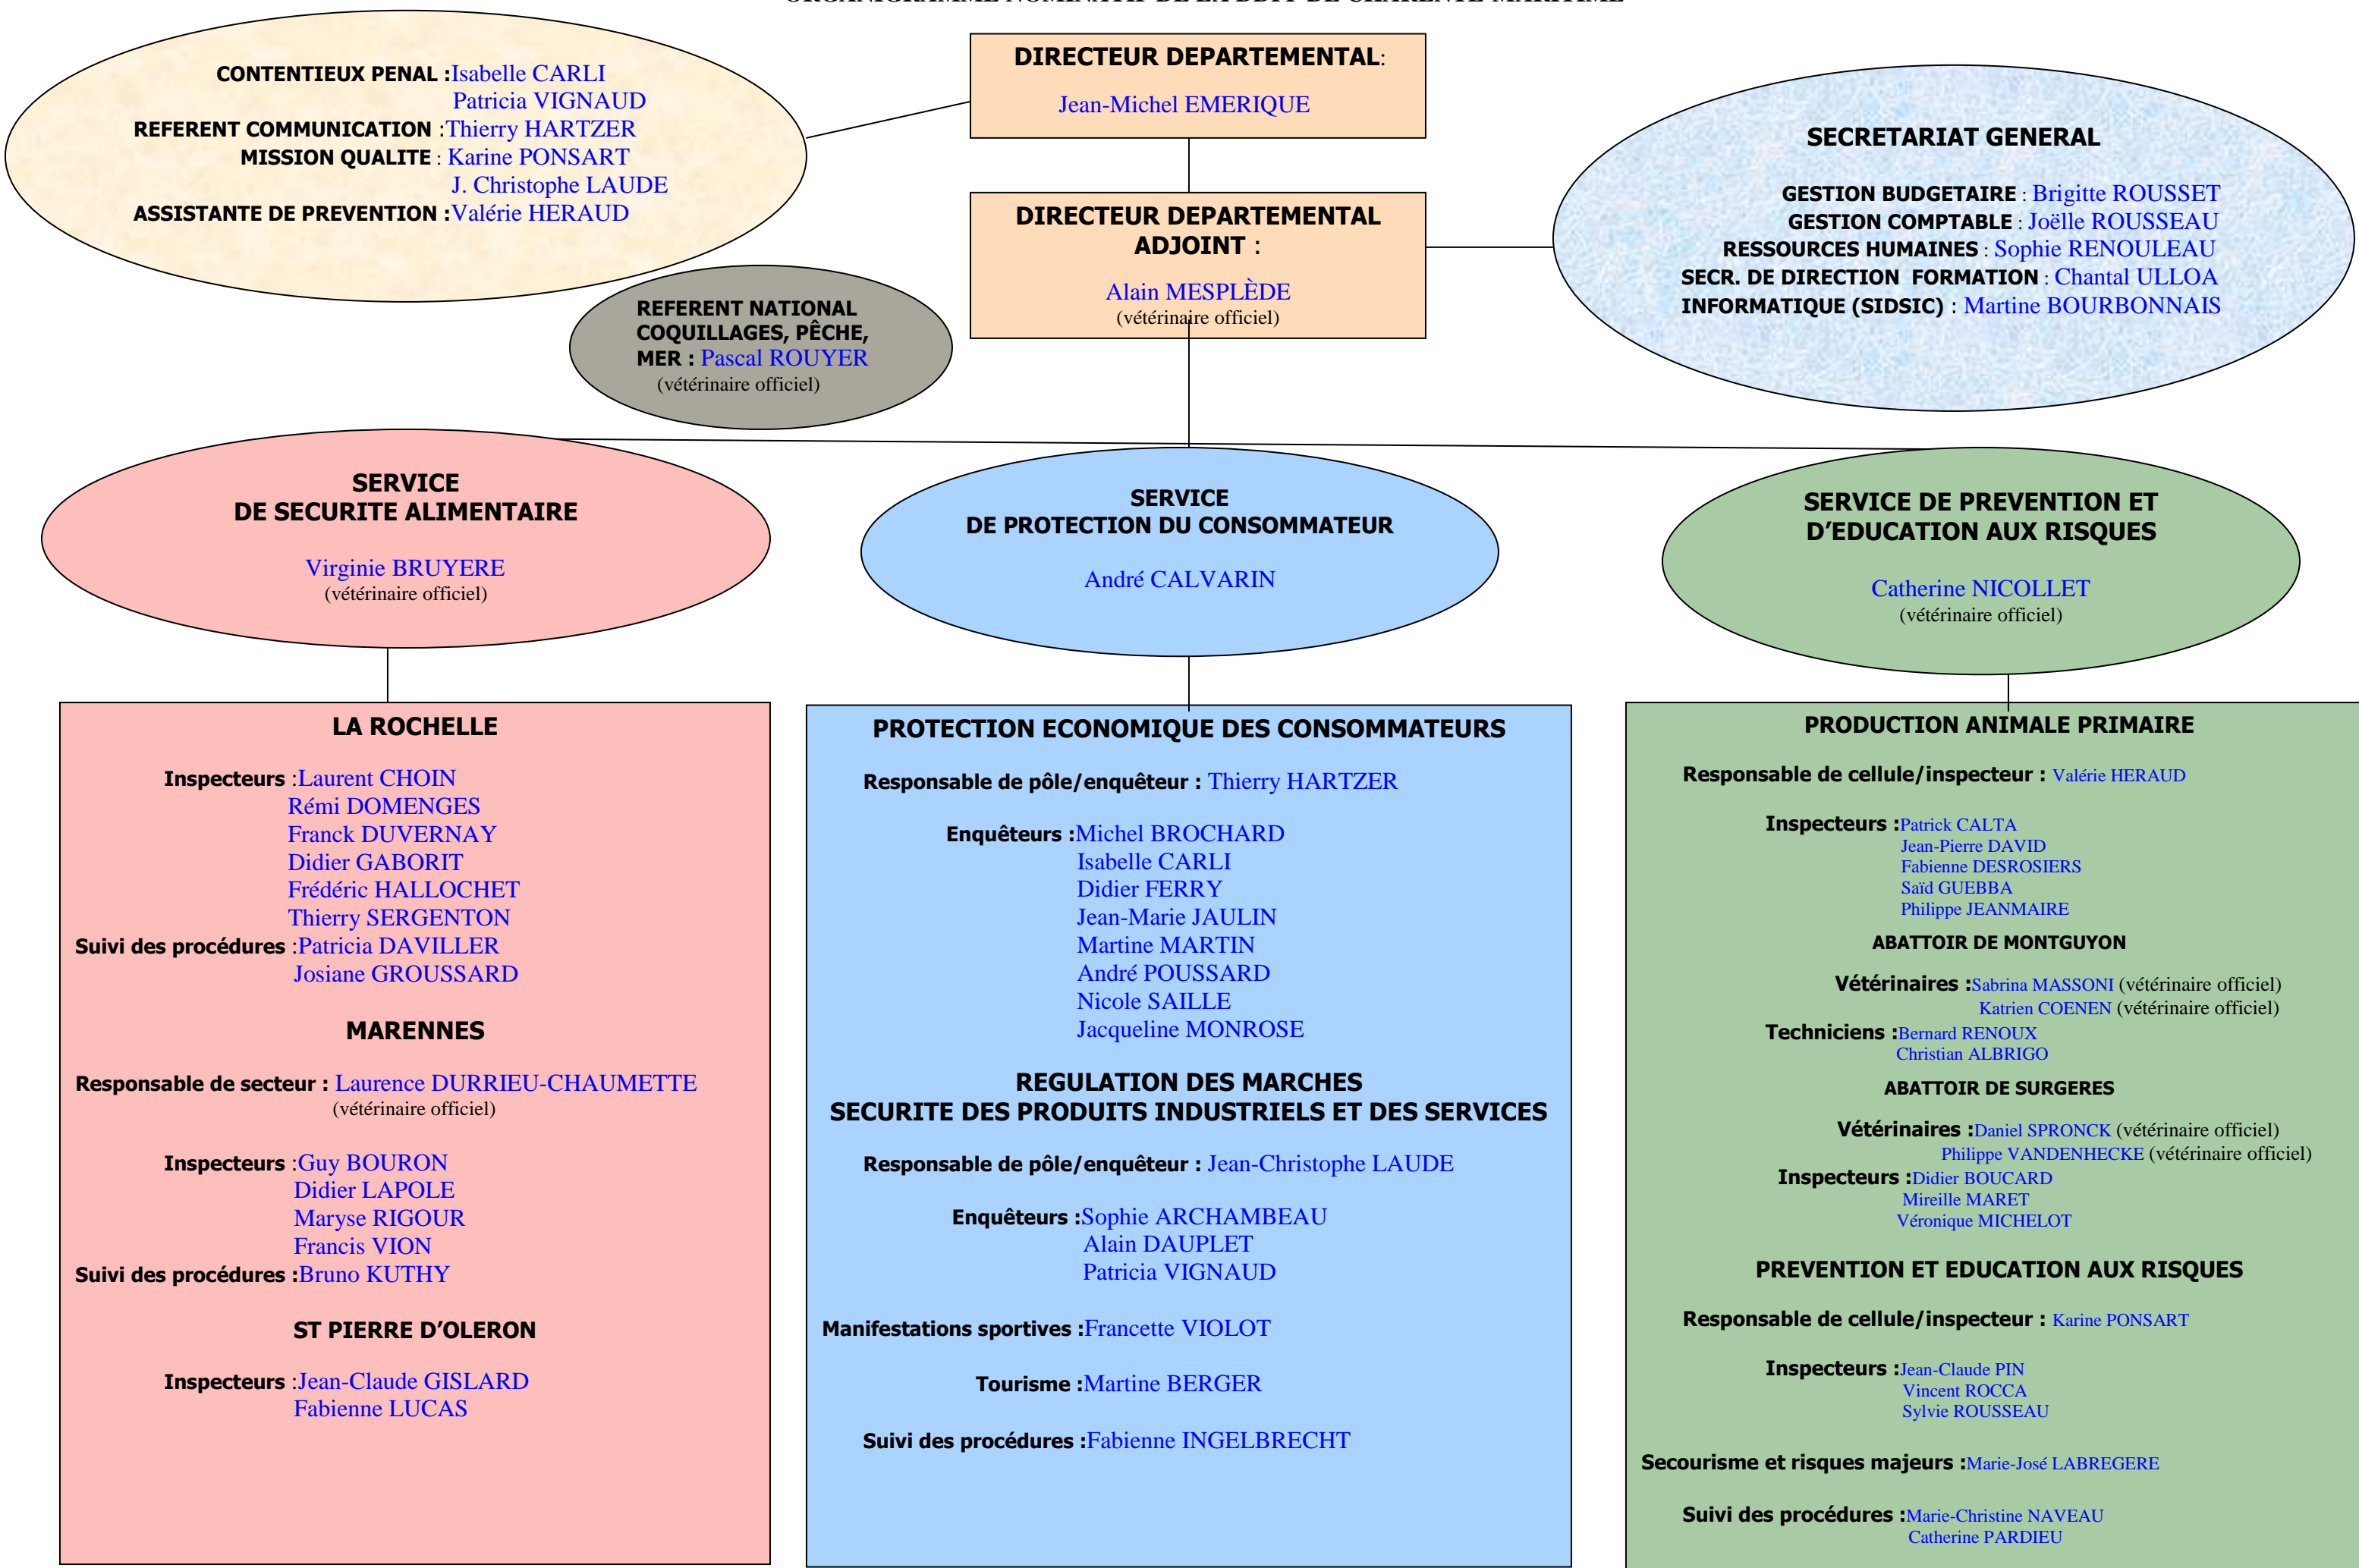 CONTENTIEUX PENAL :Isabelle CARLI
Patricia VIGNAUD
REFERENT COMMUNICATION :Thierry HARTZER
MISSION QUALITE : Karine PONSART
J. Christophe LAUDE
ASSISTANTE DE PREVENTION :Valérie HERAUD
DIRECTEUR DEPARTEMENTAL:
Jean-Michel EMERIQUE
DIRECTEUR DEPARTEMENTAL
ADJOINT :
Alain MESPLÈDE
(vétérinaire officiel)
SECRETARIAT GENERAL
GESTION BUDGETAIRE : Brigitte ROUSSET
GESTION COMPTABLE : Joëlle ROUSSEAU
RESSOURCES HUMAINES : Sophie RENOULEAU
SECR. DE DIRECTION FORMATION : Chantal ULLOA
INFORMATIQUE (SIDSIC) : Martine BOURBONNAIS
REFERENT NATIONAL
COQUILLAGES, PÊCHE,
MER : Pascal ROUYER
(vétérinaire officiel)
SERVICE
DE SECURITE ALIMENTAIRE
Virginie BRUYERE
(vétérinaire officiel)
SERVICE
DE PROTECTION DU CONSOMMATEUR
André CALVARIN
SERVICE DE PREVENTION ET
D’EDUCATION AUX RISQUES
Catherine NICOLLET
(vétérinaire officiel)
LA ROCHELLE
Inspecteurs :Laurent CHOIN
Rémi DOMENGES
Franck DUVERNAY
Didier GABORIT
Frédéric HALLOCHET
Thierry SERGENTON
Suivi des procédures :Patricia DAVILLER
Josiane GROUSSARD
MARENNES
Responsable de secteur : Laurence DURRIEU-CHAUMETTE
(vétérinaire officiel)
Inspecteurs :Guy BOURON
Didier LAPOLE
Maryse RIGOUR
Francis VION
Suivi des procédures :Bruno KUTHY
ST PIERRE D’OLERON
Inspecteurs :Jean-Claude GISLARD
Fabienne LUCAS
PROTECTION ECONOMIQUE DES CONSOMMATEURS
Responsable de pôle/enquêteur : Thierry HARTZER
Enquêteurs :Michel BROCHARD
Isabelle CARLI
Didier FERRY
Jean-Marie JAULIN
Martine MARTIN
André POUSSARD
Nicole SAILLE
Jacqueline MONROSE
REGULATION DES MARCHES
SECURITE DES PRODUITS INDUSTRIELS ET DES SERVICES
Responsable de pôle/enquêteur : Jean-Christophe LAUDE
Enquêteurs :Sophie ARCHAMBEAU
Alain DAUPLET
Patricia VIGNAUD
Manifestations sportives :Francette VIOLOT
Tourisme :Martine BERGER
Suivi des procédures :Fabienne INGELBRECHT
PRODUCTION ANIMALE PRIMAIRE
Responsable de cellule/inspecteur : Valérie HERAUD
Inspecteurs :Patrick CALTA
Jean-Pierre DAVID
Fabienne DESROSIERS
Saïd GUEBBA
Philippe JEANMAIRE
ABATTOIR DE MONTGUYON
Vétérinaires :Sabrina MASSONI (vétérinaire officiel)
Katrien COENEN (vétérinaire officiel)
Techniciens :Bernard RENOUX
Christian ALBRIGO
ABATTOIR DE SURGERES
Vétérinaires :Daniel SPRONCK (vétérinaire officiel)
Philippe VANDENHECKE (vétérinaire officiel)
Inspecteurs :Didier BOUCARD
Mireille MARET
Véronique MICHELOT
PREVENTION ET EDUCATION AUX RISQUES
Responsable de cellule/inspecteur : Karine PONSART
Inspecteurs :Jean-Claude PIN
Vincent ROCCA
Sylvie ROUSSEAU
Secourisme et risques majeurs :Marie-José LABREGERE
Suivi des procédures :Marie-Christine NAVEAU
Catherine PARDIEU